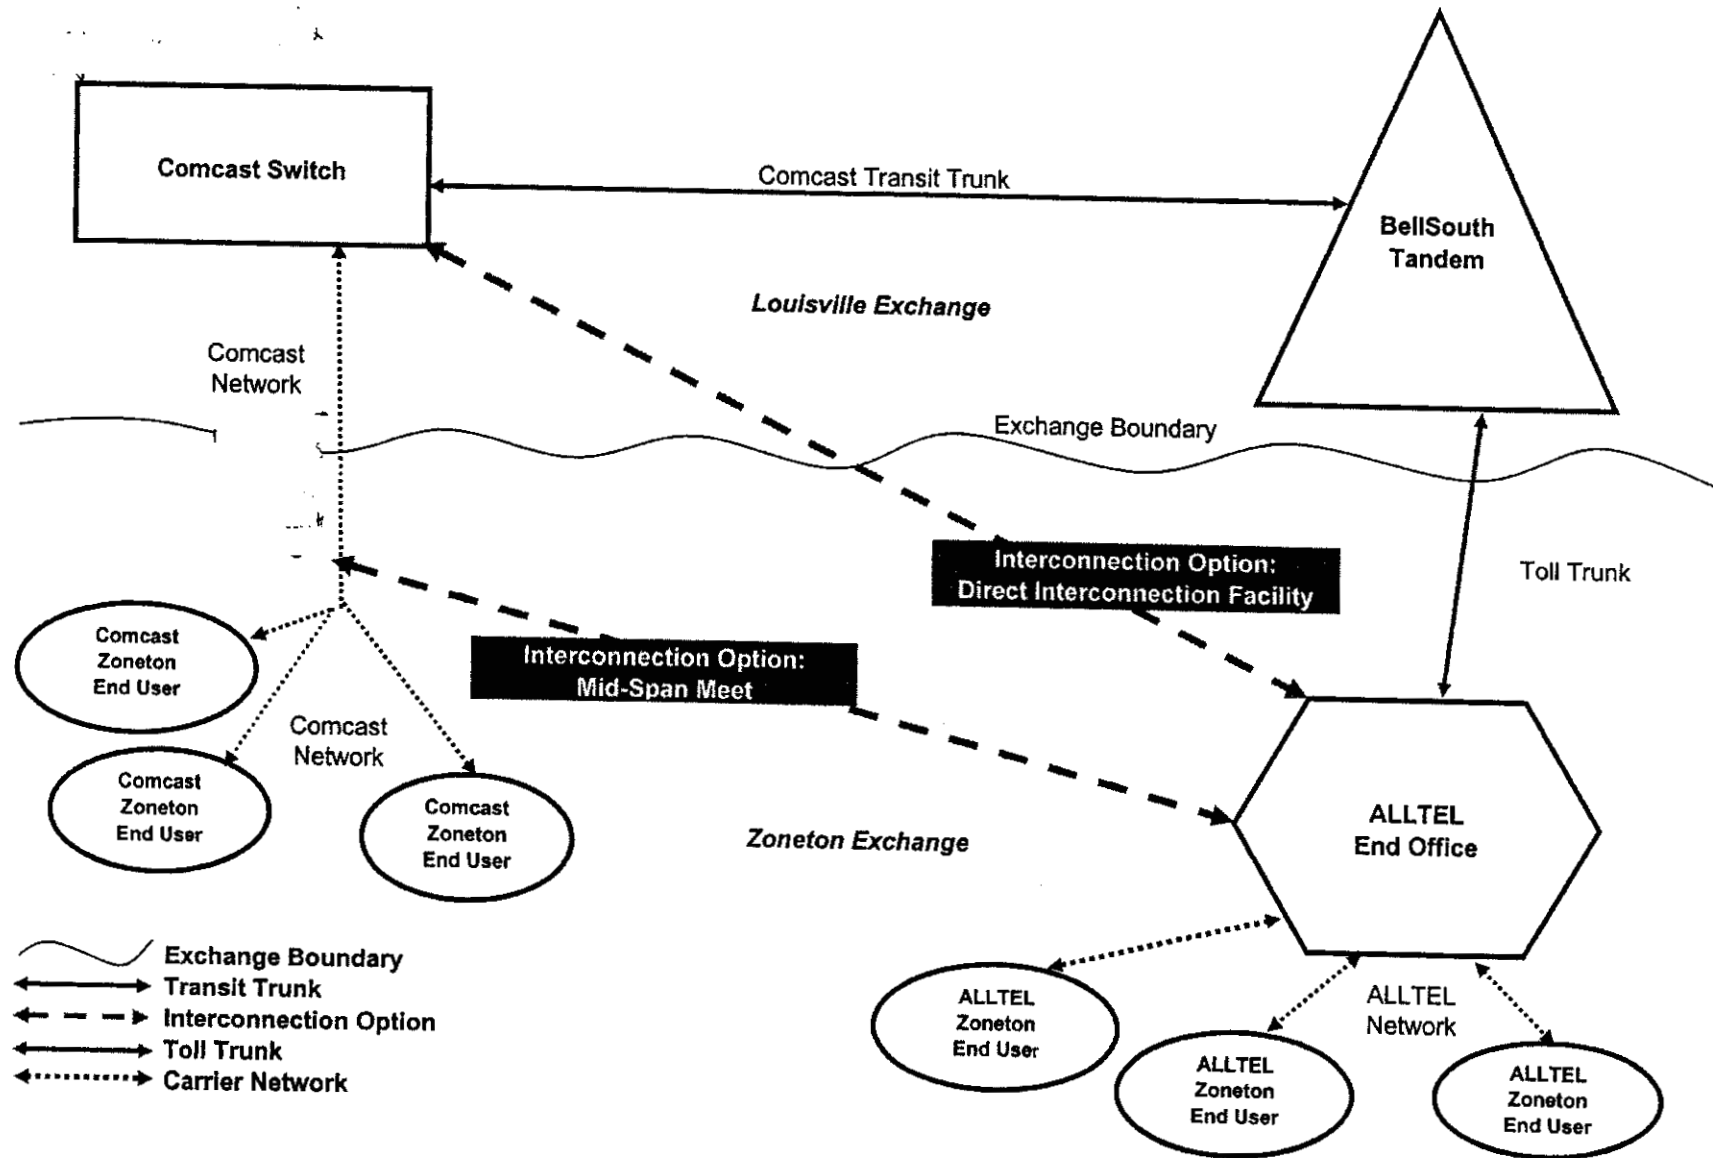 Comcast Switch
Comcast Transit Trunk
BellSouth
Tandem
Louisville Exchange
Comcast
Network
Exchange Boundary
Interconnection Option:
Direct Interconnection Facility
Toll Trunk
Comcast
Zoneton
End User
Interconnection Option:
Mid-Span Meet
Comcast
Network
Comcast
Zoneton
End User
Comcast
Zoneton
End User
Zoneton Exchange
ALLTEL
End Office
Exchange Boundary
Transit Trunk
Interconnection Option
Toll Trunk
Carrier Network
ALLTEL
Zoneton
End User
ALLTEL
Network
ALLTEL
Zoneton
End User
ALLTEL
Zoneton
End User